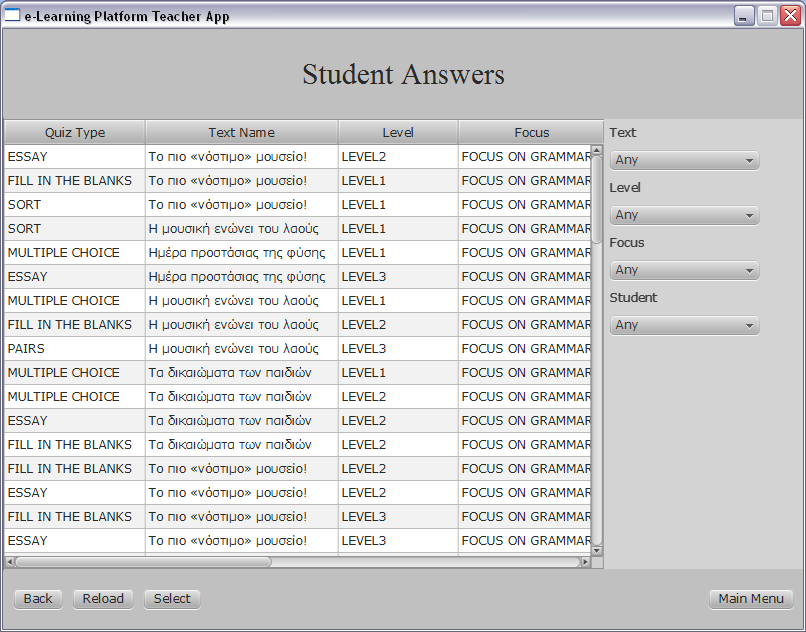 e-Learning Platform Teacher App
Student Answers
Quiz Type Text Name Level Focus
ESSAY Το πιο «νόστιμο» μουσείο! LEVEL2 FOCUS ON GRAMMAR
FILL IN THE BLANKS Το πιο «νόστιμο» μουσείο! LEVEL1 FOCUS ON GRAMMAR
SORT Το πιο «νόστιμο» μουσείο! LEVEL1 FOCUS ON GRAMMAR
SORT Η μουσική ενώνει του λαούς LEVEL1 FOCUS ON GRAMMAR
MULTIPLE CHOICE Ημέρα προστάσιας της φύσης LEVEL1 FOCUS ON GRAMMAR
ESSAY Ημέρα προστάσιας της φύσης LEVEL3 FOCUS ON GRAMMAR
MULTIPLE CHOICE Η μουσική ενώνει του λαούς LEVEL1 FOCUS ON GRAMMAR
FILL IN THE BLANKS Η μουσική ενώνει του λαούς LEVEL2 FOCUS ON GRAMMAR
PAIRS Η μουσική ενώνει του λαούς LEVEL3 FOCUS ON GRAMMAR
MULTIPLE CHOICE Τα δικαιώματα των παιδιών LEVEL1 FOCUS ON GRAMMAR
MULTIPLE CHOICE Τα δικαιώματα των παιδιών LEVEL2 FOCUS ON GRAMMAR
ESSAY Τα δικαιώματα των παιδιών LEVEL2 FOCUS ON GRAMMAR
FILL IN THE BLANKS Τα δικαιώματα των παιδιών LEVEL2 FOCUS ON GRAMMAR
FILL IN THE BLANKS Το πιο «νόστιμο» μουσείο! LEVEL2 FOCUS ON GRAMMAR
ESSAY Το πιο «νόστιμο» μουσείο! LEVEL2 FOCUS ON GRAMMAR
FILL IN THE BLANKS Το πιο «νόστιμο» μουσείο! LEVEL3 FOCUS ON GRAMMAR
ESSAY Το πιο «νόστιμο» μουσείο! LEVEL3 FOCUS ON GRAMMAR
Text
Any
Level
Any
Focus
Any
Student
Any
Back Reload Select Main Menu